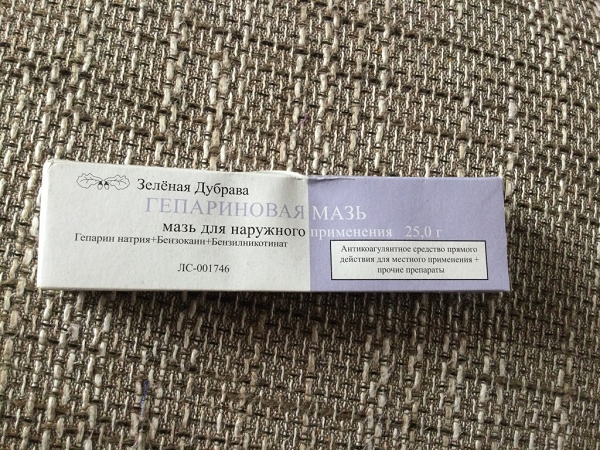 Зелёная Дубрава
ГЕПАРИНОВАЯ МАЗЬ
мазь для наружного применения 25,0 г
Гепарин натрия+Бензокаин+Бензилникотинат
Антикоагулянтное средство прямого
действия для местного применения +
прочие препараты
ЛС-001746